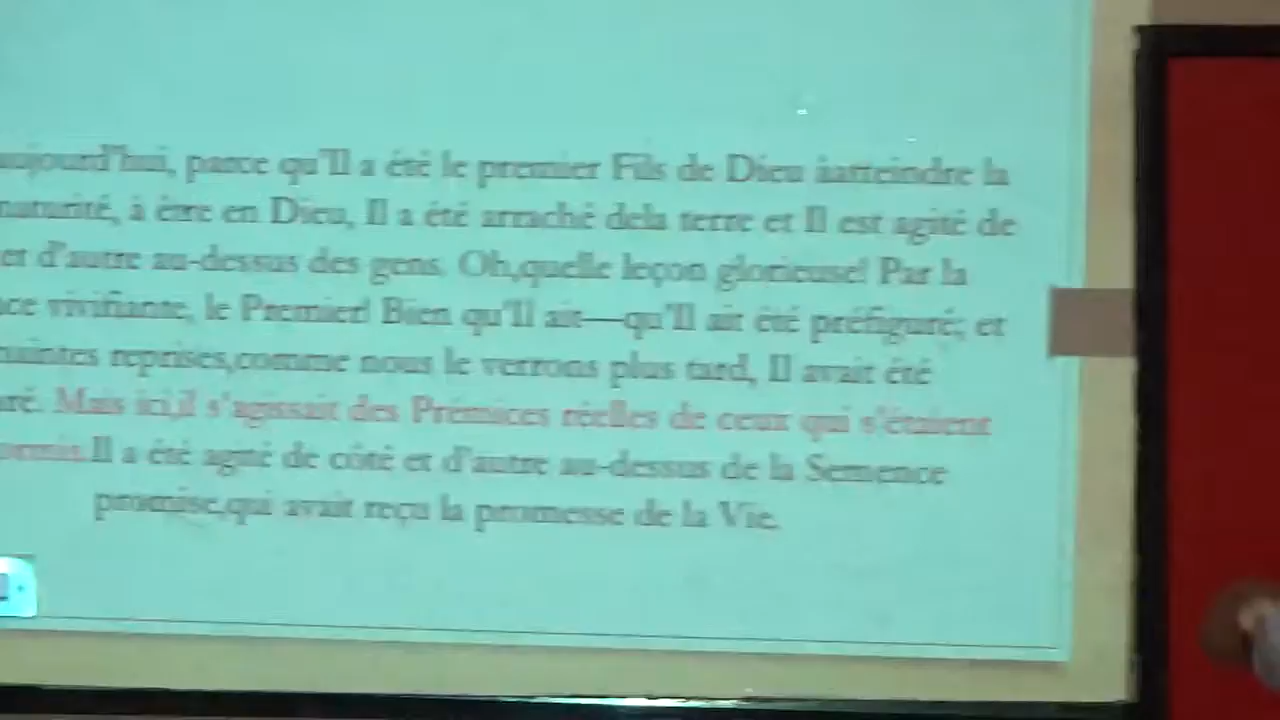 aujourd'hui, parce qu'Il a été le premier Fils de Dieu àatteindre la
maturité, à être en Dieu, Il a été arraché dela terre et Il est agité de
et d'autre au-dessus des gens. Oh,quelle leçon glorieuse! Par la
vivifiante, le Premier! Bien qu'Il ait—qu'Il ait été préfiguré; et
reprises,comme nous le verrons plus tard, Il avait été
Mais ici,il s'agissait des Prémices réelles de ceux qui s'étaient
Il a été agité de côté et d'autre au-dessus de la Semence
promise,qui avait reçu la promesse de la Vie.